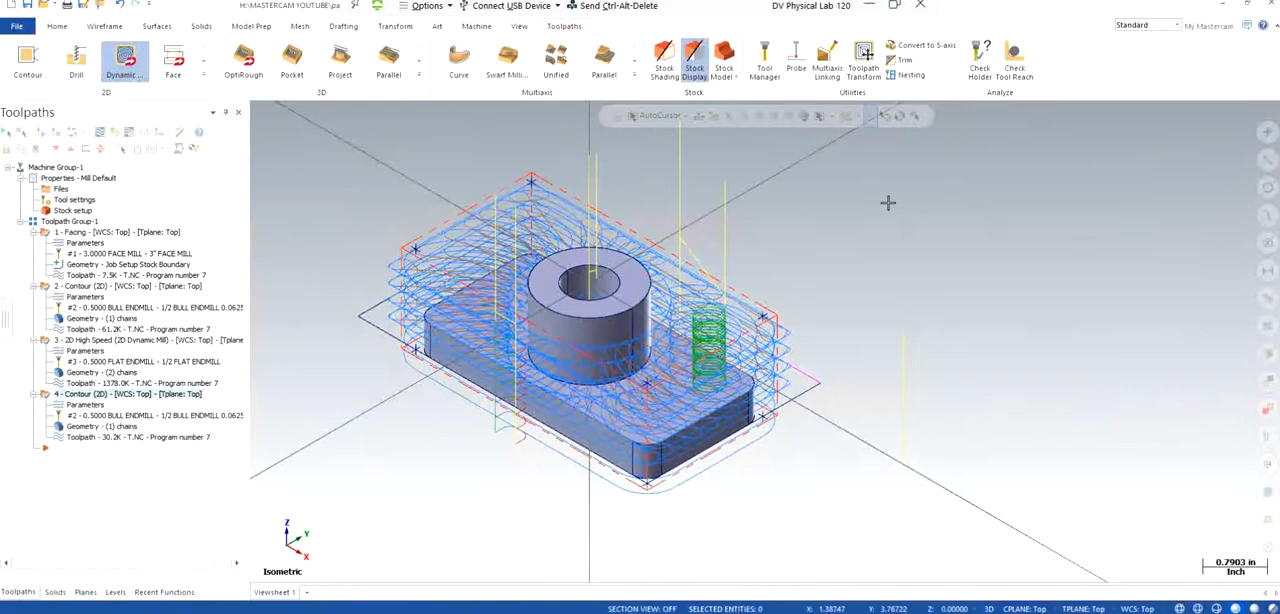 H:\MASTERCAM YOUTUBE\pa
Options
Connect USB Device
Send Ctrl-Alt-Delete
DV Physical Lab 120
File
Home
Wireframe
Surfaces
Solids
Model Prep
Mesh
Drafting
Transform
Art
Machine
View
Toolpaths
Standard
My Mastercam
Contour
Drill
Dynamic ...
Face
OptiRough
Pocket
Project
Parallel
Curve
Swarf Milli...
Unified
Parallel
Stock Shading
Stock Display
Stock Model
Tool Manager
Probe
Multiaxis Linking
Toolpath Transform
Convert to 5-axis
Trim
Nesting
Check Holder
Check Tool Reach
2D
3D
Multiaxis
Stock
Utilities
Analyze
Toolpaths
AutoCursor
Machine Group-1
Properties - Mill Default
Files
Tool settings
Stock setup
Toolpath Group-1
1 - Facing - [WCS: Top] - [Tplane: Top]
Parameters
#1 - 3.0000 FACE MILL - 3" FACE MILL
Geometry - Job Setup Stock Boundary
Toolpath - 7.5K - T.NC - Program number 7
2 - Contour (2D) - [WCS: Top] - [Tplane: Top]
Parameters
#2 - 0.5000 BULL ENDMILL - 1/2 BULL ENDMILL 0.0625
Geometry - (1) chains
Toolpath - 61.2K - T.NC - Program number 7
3 - 2D High Speed (2D Dynamic Mill) - [WCS: Top] - [Tplane
Parameters
#3 - 0.5000 FLAT ENDMILL - 1/2 FLAT ENDMILL
Geometry - (2) chains
Toolpath - 1378.0K - T.NC - Program number 7
4 - Contour (2D) - [WCS: Top] - [Tplane: Top]
Parameters
#2 - 0.5000 BULL ENDMILL - 1/2 BULL ENDMILL 0.0625
Geometry - (1) chains
Toolpath - 30.2K - T.NC - Program number 7
Z
Y
X
Isometric
0.7903 in
Inch
Toolpaths
Solids
Planes
Levels
Recent Functions
Viewsheet 1
SECTION VIEW: OFF
SELECTED ENTITIES: 0
X: 1.38747
Y: 3.76722
Z: 0.00000
3D
CPLANE: Top
TPLANE: Top
WCS: Top